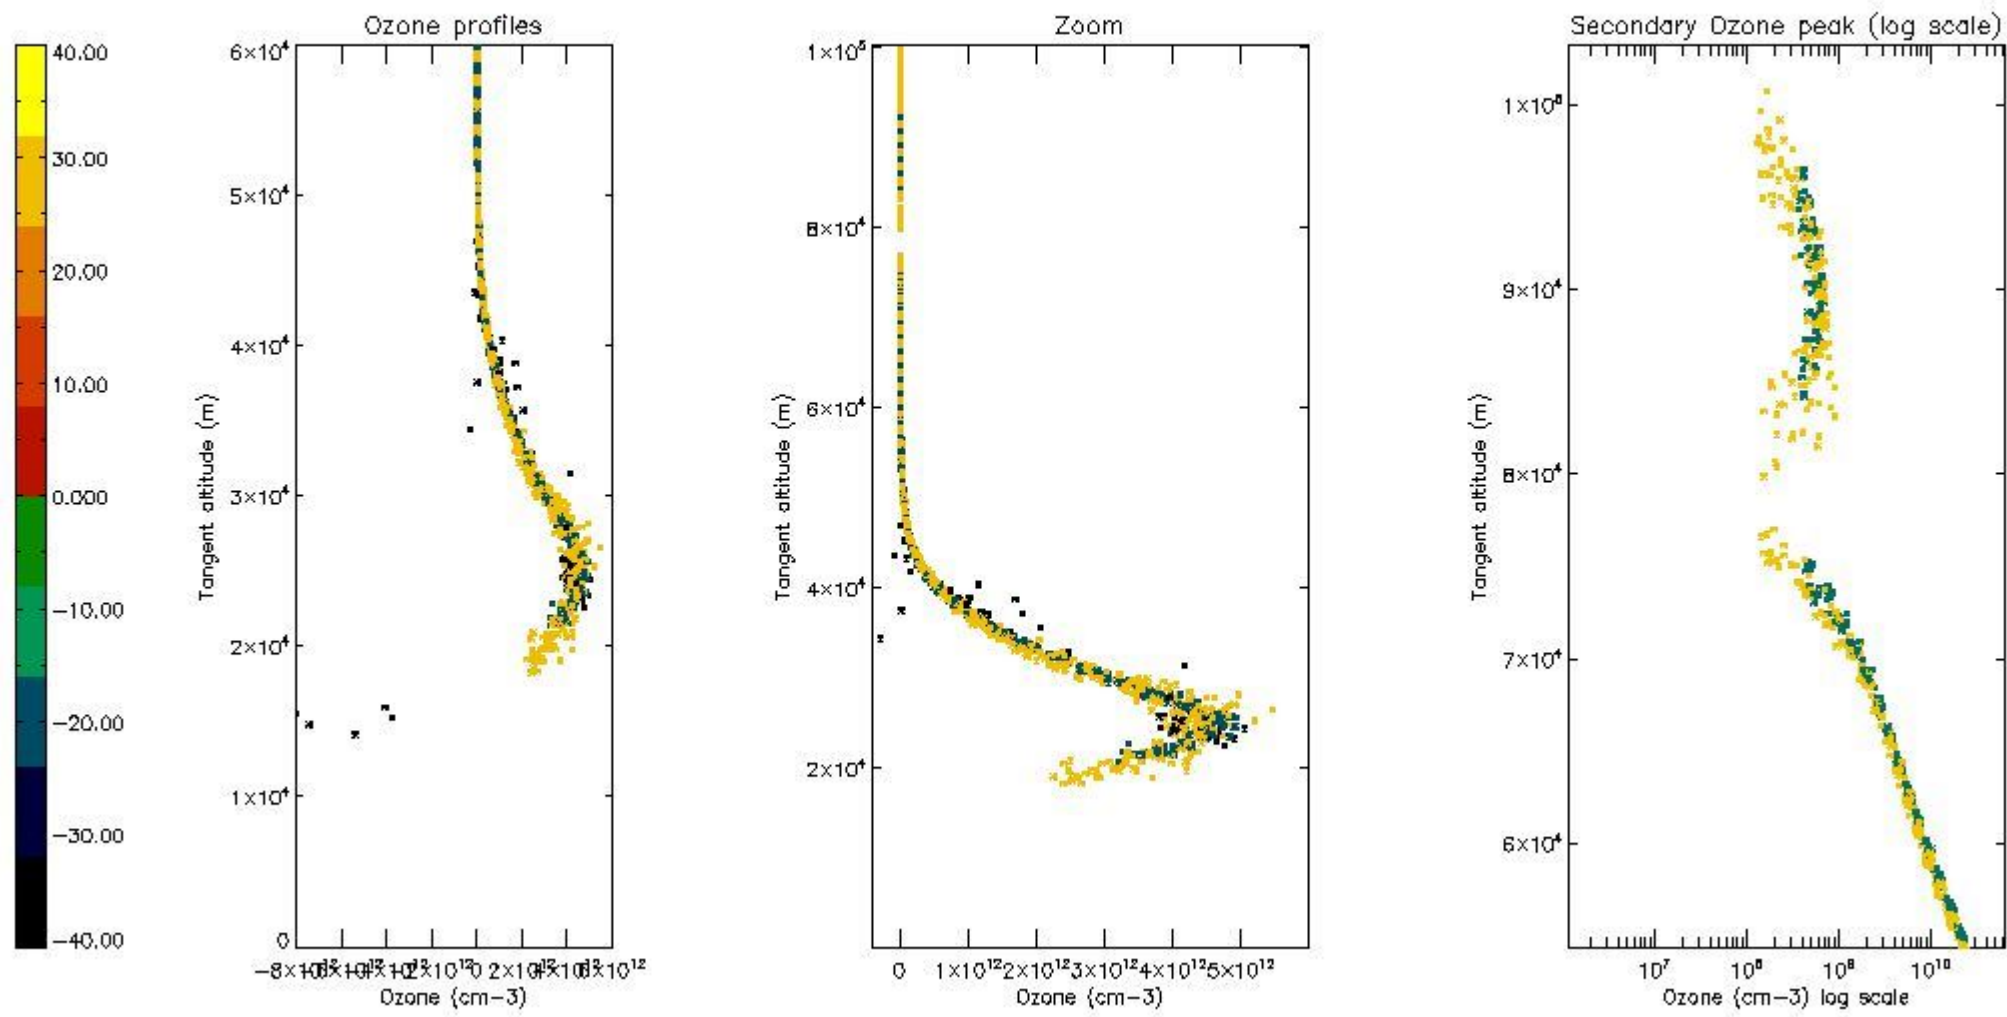 Ozone profiles
Zoom
Secondary Ozone peak (log scale)
40.00
30.00
20.00
10.00
0.000
-10.00
-20.00
-30.00
-40.00
6×10⁴
5×10⁴
4×10⁴
3×10⁴
2×10⁴
1×10⁴
0
Tangent altitude (m)
0
6×10¹²
Ozone (cm-3)
1×10⁵
8×10⁴
6×10⁴
4×10⁴
2×10⁴
Tangent altitude (m)
0 1×10¹² 2×10¹² 3×10¹² 4×10¹² 5×10¹²
Ozone (cm-3)
9×10⁴
8×10⁴
7×10⁴
6×10⁴
Tangent altitude (m)
10⁷ 10⁸ 10⁹ 10¹⁰
Ozone (cm-3) log scale